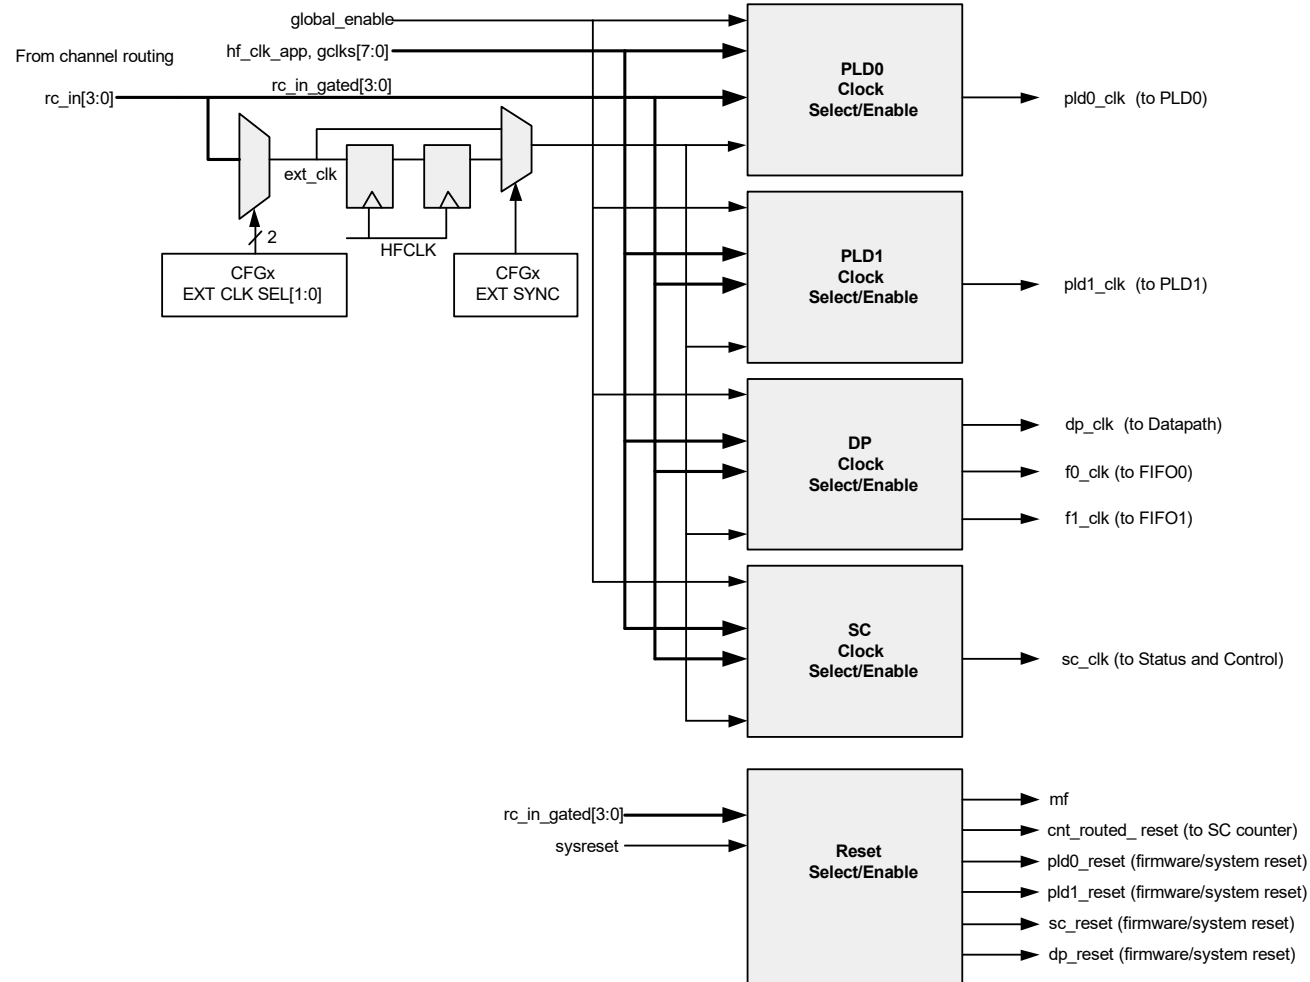 global_enable
hf_clk_app, gclks[7:0]
From channel routing
rc_in_gated[3:0]
rc_in[3:0]
PLD0
Clock
Select/Enable
pld0_clk (to PLD0)
ext_clk
2
HFCLK
CFGx
EXT CLK SEL[1:0]
CFGx
EXT SYNC
PLD1
Clock
Select/Enable
pld1_clk (to PLD1)
DP
Clock
Select/Enable
dp_clk (to Datapath)
f0_clk (to FIFO0)
f1_clk (to FIFO1)
SC
Clock
Select/Enable
sc_clk (to Status and Control)
rc_in_gated[3:0]
sysreset
Reset
Select/Enable
mf
cnt_routed_ reset (to SC counter)
pld0_reset (firmware/system reset)
pld1_reset (firmware/system reset)
sc_reset (firmware/system reset)
dp_reset (firmware/system reset)